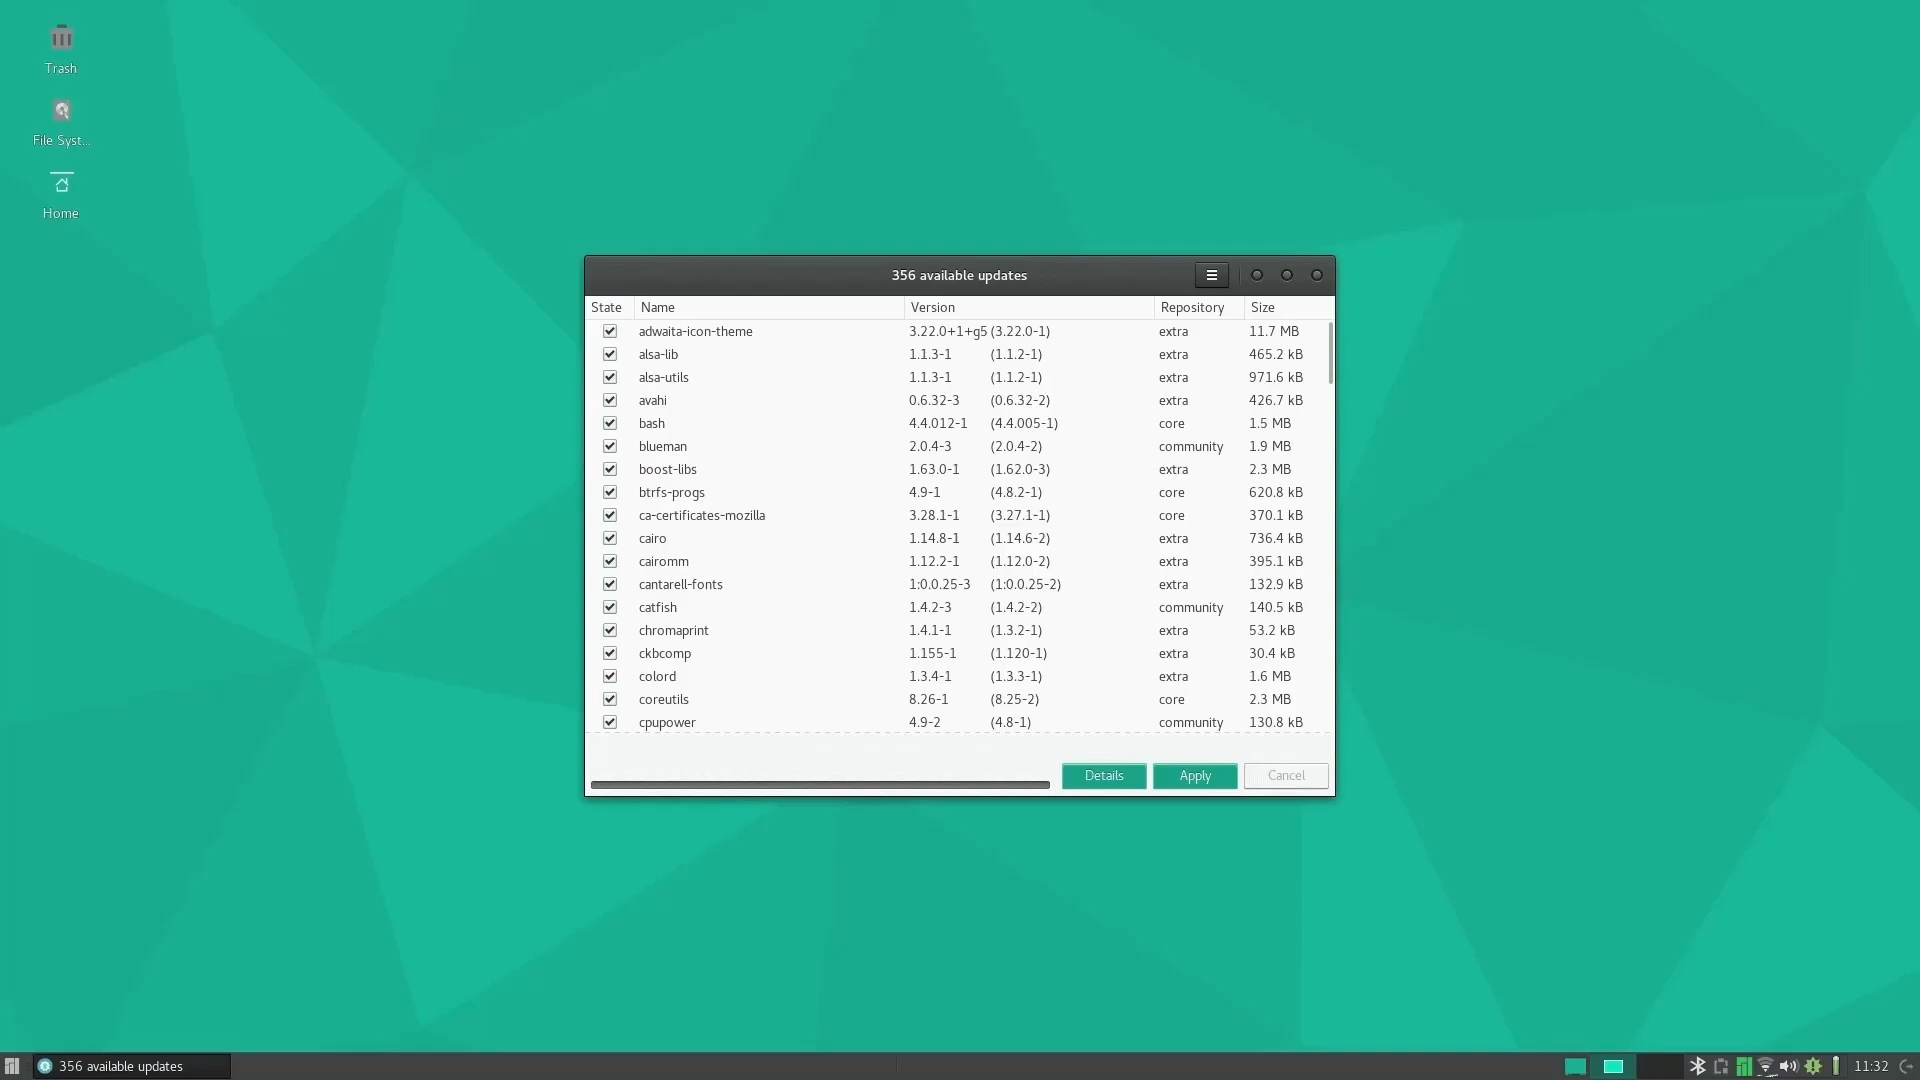 Trash
File Syst...
Home
356 available updates
State Name Version Repository Size
adwaita-icon-theme 3.22.0+1+g5 (3.22.0-1) extra 11.7 MB
alsa-lib 1.1.3-1 (1.1.2-1) extra 465.2 kB
alsa-utils 1.1.3-1 (1.1.2-1) extra 971.6 kB
avahi 0.6.32-3 (0.6.32-2) extra 426.7 kB
bash 4.4.012-1 (4.4.005-1) core 1.5 MB
blueman 2.0.4-3 (2.0.4-2) community 1.9 MB
boost-libs 1.63.0-1 (1.62.0-3) extra 2.3 MB
btrfs-progs 4.9-1 (4.8.2-1) core 620.8 kB
ca-certificates-mozilla 3.28.1-1 (3.27.1-1) core 370.1 kB
cairo 1.14.8-1 (1.14.6-2) extra 736.4 kB
cairomm 1.12.2-1 (1.12.0-2) extra 395.1 kB
cantarell-fonts 1:0.0.25-3 (1:0.0.25-2) extra 132.9 kB
catfish 1.4.2-3 (1.4.2-2) community 140.5 kB
chromaprint 1.4.1-1 (1.3.2-1) extra 53.2 kB
ckbcomp 1.155-1 (1.120-1) extra 30.4 kB
colord 1.3.4-1 (1.3.3-1) extra 1.6 MB
coreutils 8.26-1 (8.25-2) core 2.3 MB
cpupower 4.9-2 (4.8-1) community 130.8 kB
Details Apply Cancel
356 available updates 11:32